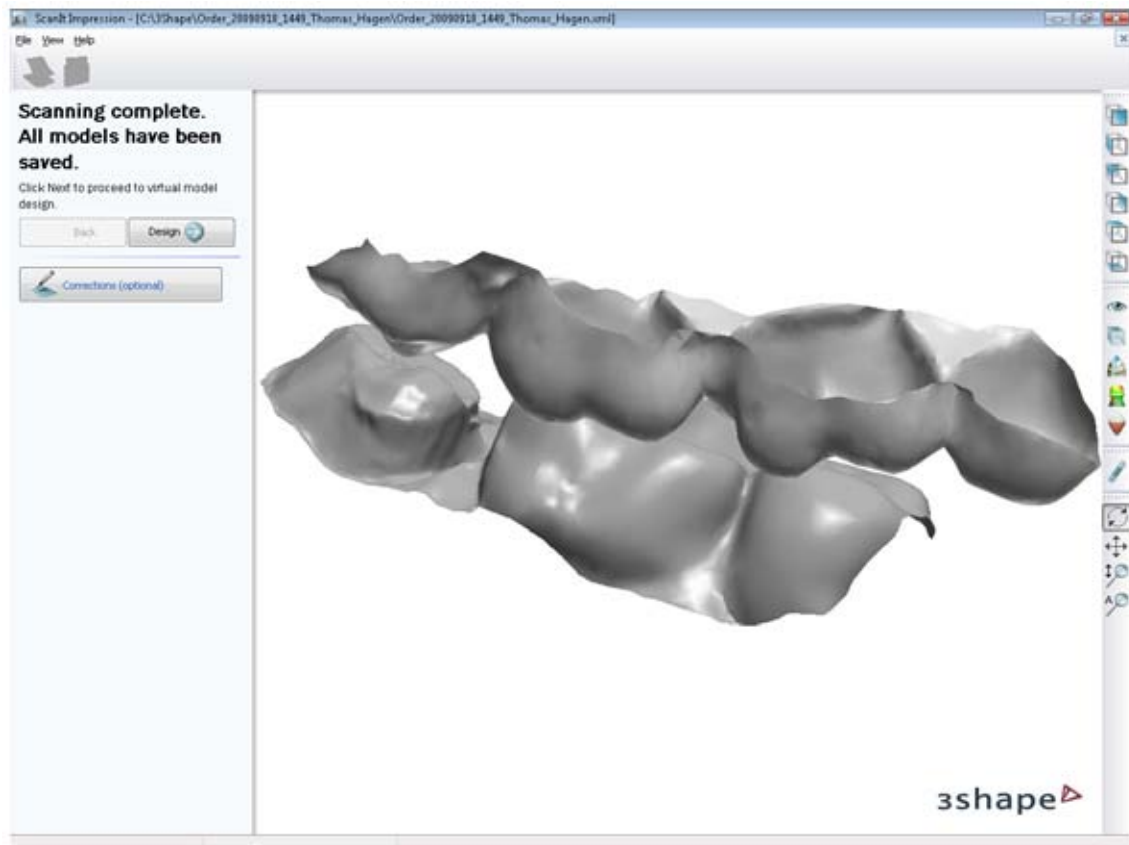 ScanIt Impression - [C:\3Shape\Order_20090918_1449_Thomas_Hagen\Order_20090918_1449_Thomas_Hagen.xml]
File View Help
Scanning complete.
All models have been
saved.
Click Next to proceed to virtual model
design.
Back
Design
Corrections (optional)
3shape